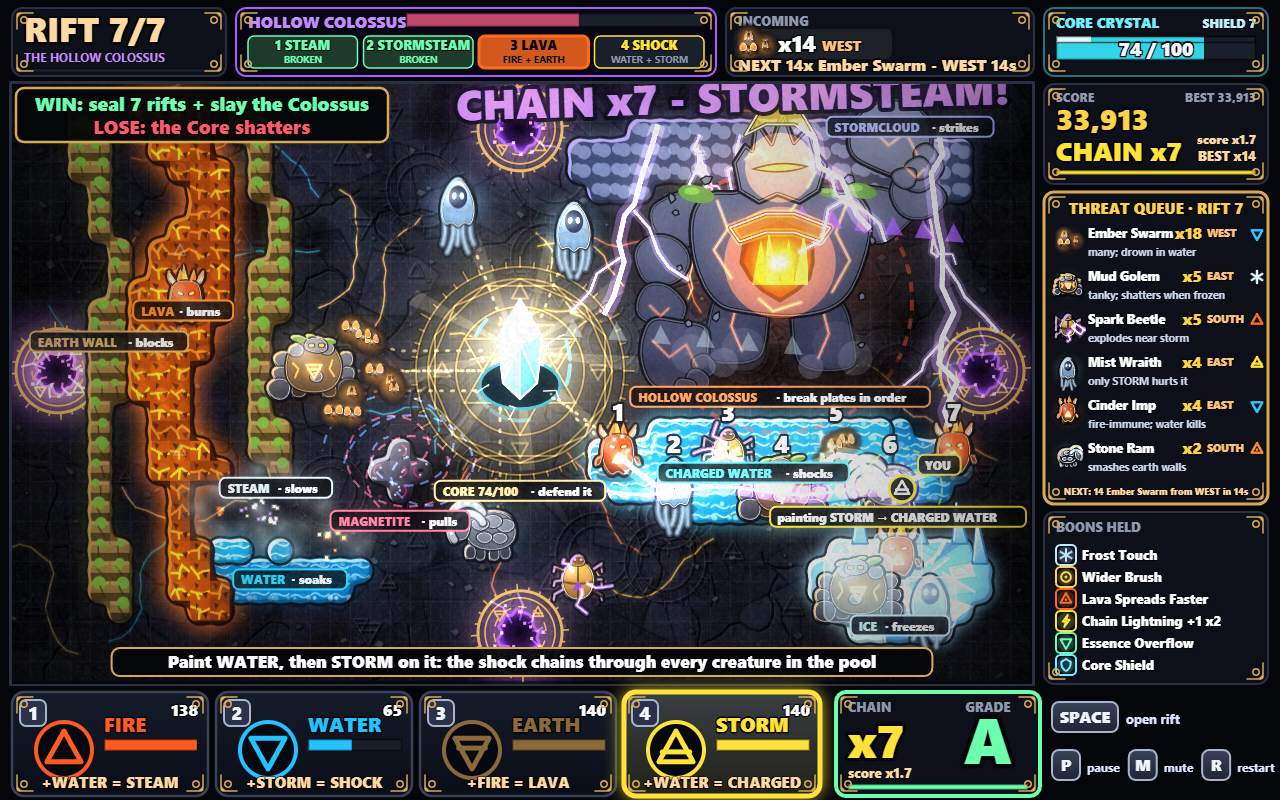 RIFT 7/7
THE HOLLOW COLOSSUS
HOLLOW COLOSSUS
1 STEAM
BROKEN
2 STORMSTEAM
BROKEN
3 LAVA
FIRE + EARTH
4 SHOCK
WATER + STORM
INCOMING
x14 WEST
NEXT 14x Ember Swarm - WEST 14s
CORE CRYSTAL SHIELD 7
74 / 100
WIN: seal 7 rifts + slay the Colossus
LOSE: the Core shatters
CHAIN x7 - STORMSTEAM!
STORMCLOUD - strikes
LAVA - burns
EARTH WALL - blocks
HOLLOW COLOSSUS - break plates in order
1
2
3
4
5
6
7
CHARGED WATER - shocks
YOU
STEAM - slows
CORE 74/100 - defend it
MAGNETITE - pulls
painting STORM → CHARGED WATER
WATER - soaks
ICE - freezes
Paint WATER, then STORM on it: the shock chains through every creature in the pool
SCORE BEST 33,913
33,913
CHAIN x7
score x1.7
BEST x14
THREAT QUEUE · RIFT 7
Ember Swarm x18 WEST
many; drown in water
Mud Golem x5 EAST
tanky; shatters when frozen
Spark Beetle x5 SOUTH
explodes near storm
Mist Wraith x4 EAST
only STORM hurts it
Cinder Imp x4 EAST
fire-immune; water kills
Stone Ram x2 SOUTH
smashes earth walls
NEXT: 14 Ember Swarm from WEST in 14s
BOONS HELD
Frost Touch
Wider Brush
Lava Spreads Faster
Chain Lightning +1 x2
Essence Overflow
Core Shield
1 FIRE 138
+WATER = STEAM
2 WATER 65
+STORM = SHOCK
3 EARTH 140
+FIRE = LAVA
4 STORM 140
+WATER = CHARGED
CHAIN GRADE
x7 A
score x1.7
SPACE open rift
P pause M mute R restart